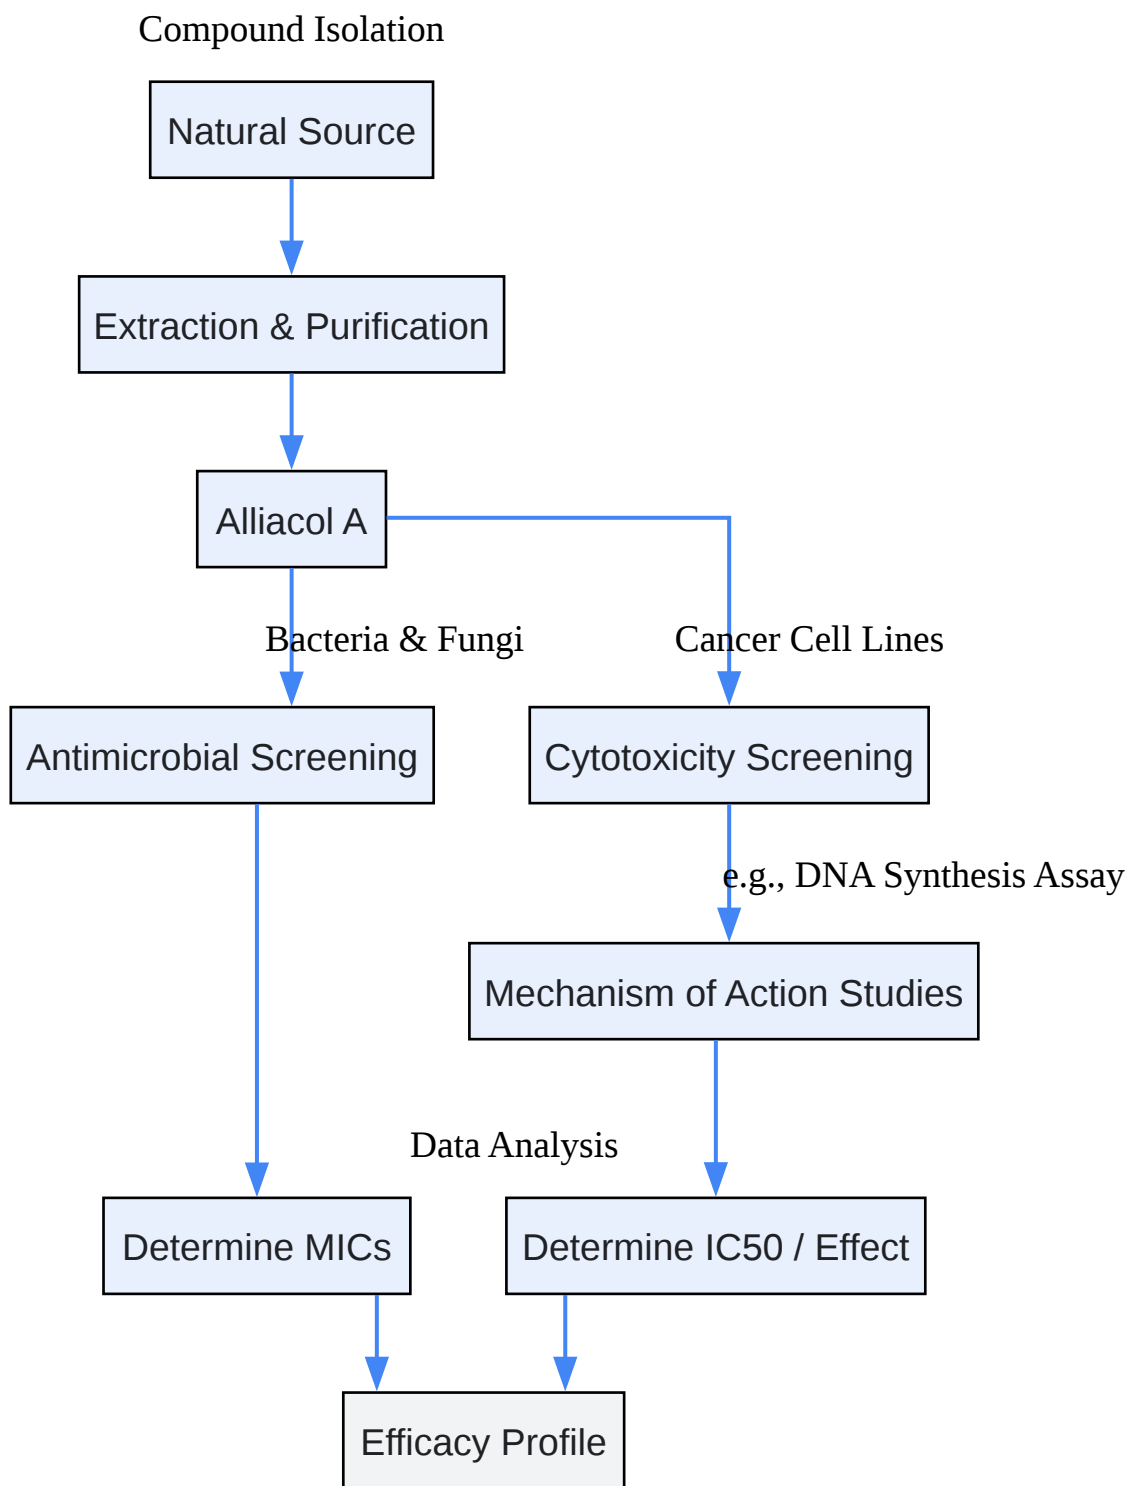 Compound Isolation
Natural Source
Extraction & Purification
Alliacol A
Bacteria & Fungi
Cancer Cell Lines
Antimicrobial Screening
Cytotoxicity Screening
e.g., DNA Synthesis Assay
Mechanism of Action Studies
Data Analysis
Determine MICs
Determine IC50 / Effect
Efficacy Profile